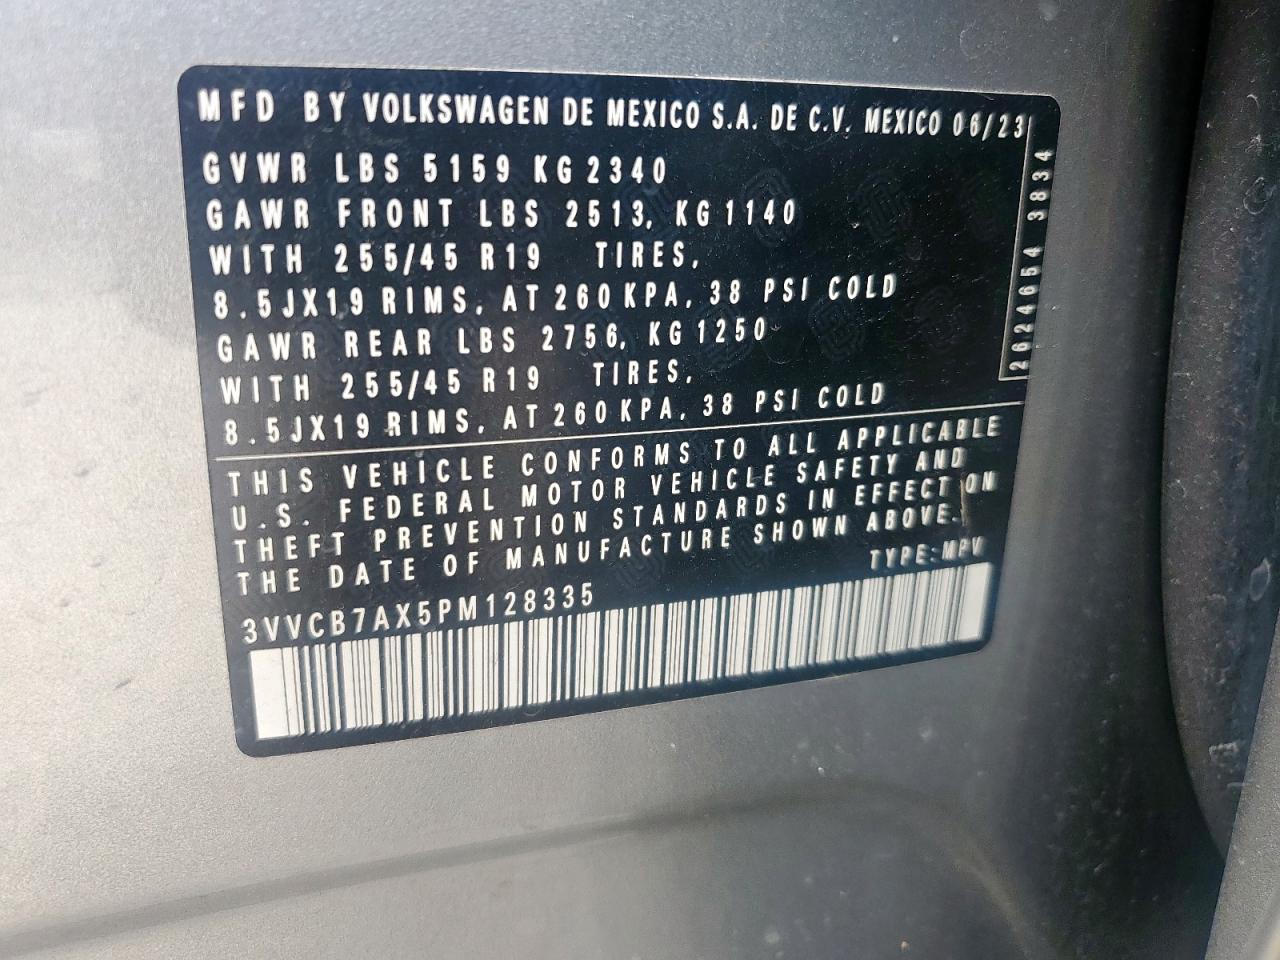 MFD BY VOLKSWAGEN DE MEXICO S.A. DE C.V. MEXICO 06/23
GVWR LBS 5159 KG 2340
GAWR FRONT LBS 2513, KG 1140
WITH 255/45 R19 TIRES,
8.5JX19 RIMS, AT 260 KPA, 38 PSI COLD
GAWR REAR LBS 2756, KG 1250
WITH 255/45 R19 TIRES,
8.5JX19 RIMS, AT 260 KPA, 38 PSI COLD
2624654 3834
THIS VEHICLE CONFORMS TO ALL APPLICABLE
U.S. FEDERAL MOTOR VEHICLE SAFETY AND
THEFT PREVENTION STANDARDS IN EFFECT ON
THE DATE OF MANUFACTURE SHOWN ABOVE.
TYPE:MPV
3VVCB7AX5PM128335